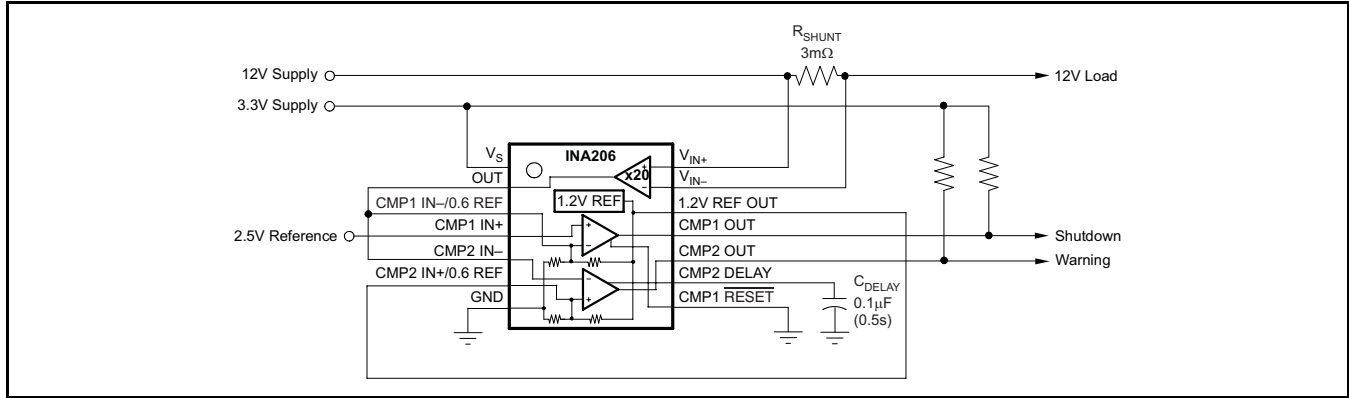 R_SHUNT
3mΩ
12V Supply
12V Load
3.3V Supply
V_S
INA206
V_IN+
OUT
x20
V_IN–
CMP1 IN–/0.6 REF
1.2V REF
1.2V REF OUT
CMP1 IN+
CMP1 OUT
2.5V Reference
Shutdown
CMP2 IN–
CMP2 OUT
Warning
CMP2 IN+/0.6 REF
CMP2 DELAY
C_DELAY
GND
CMP1 RESET
0.1μF
(0.5s)
+
−
+
−
−
+